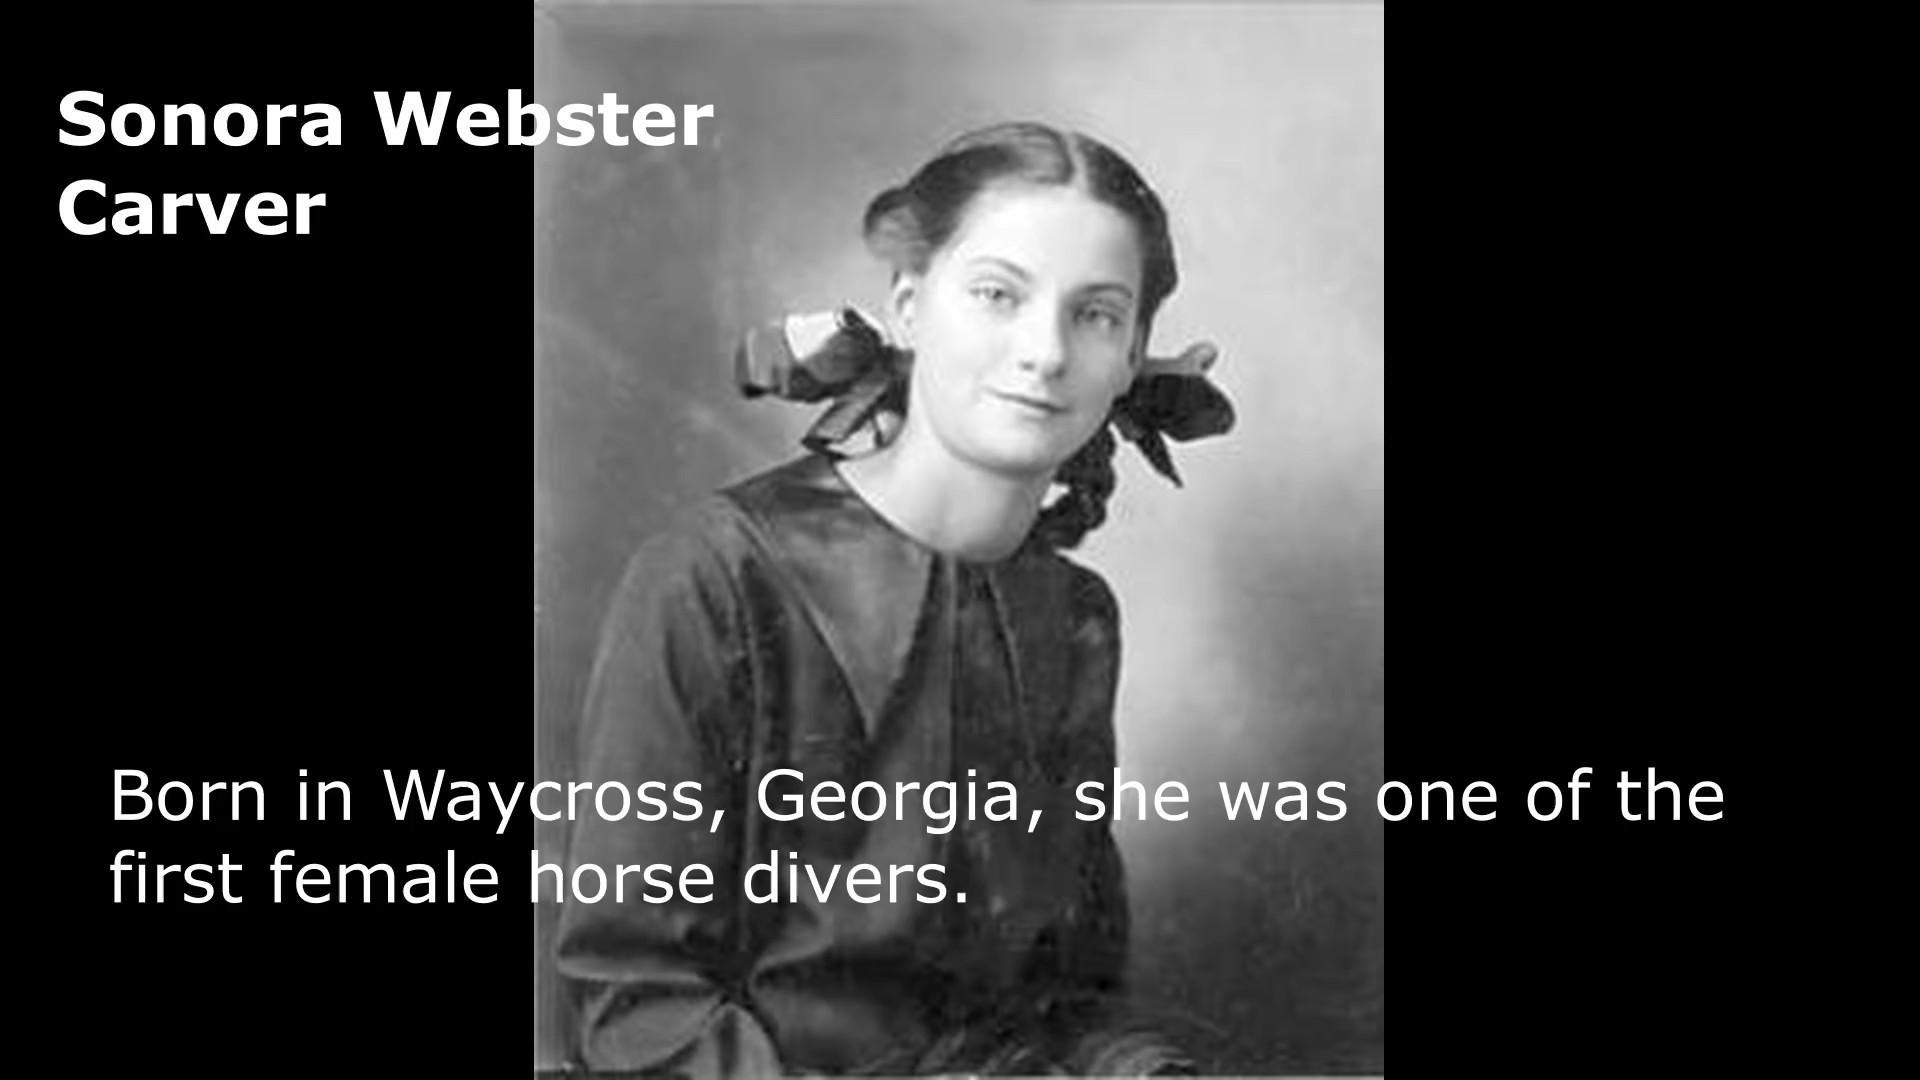 Sonora Webster
Carver
Born in Waycross, Georgia, she was one of the
first female horse divers.